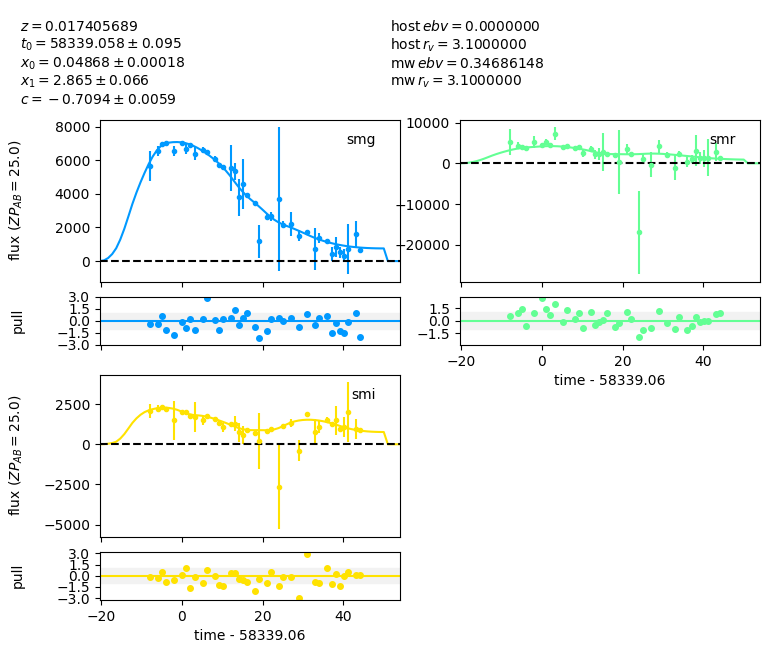 z = 0.017405689
t₀ = 58339.058 ± 0.095
x₀ = 0.04868 ± 0.00018
x₁ = 2.865 ± 0.066
c = −0.7094 ± 0.0059
host ebv = 0.0000000
host r_v = 3.1000000
mw ebv = 0.34686148
mw r_v = 3.1000000
smg
8000
6000
4000
2000
0
flux (ZP_AB = 25.0)
smr
10000
0
−10000
−20000
3.0
1.5
0.0
−1.5
−3.0
pull
1.5
0.0
−1.5
−20
0
20
40
time - 58339.06
smi
2500
0
−2500
−5000
flux (ZP_AB = 25.0)
3.0
1.5
0.0
−1.5
−3.0
pull
−20
0
20
40
time - 58339.06